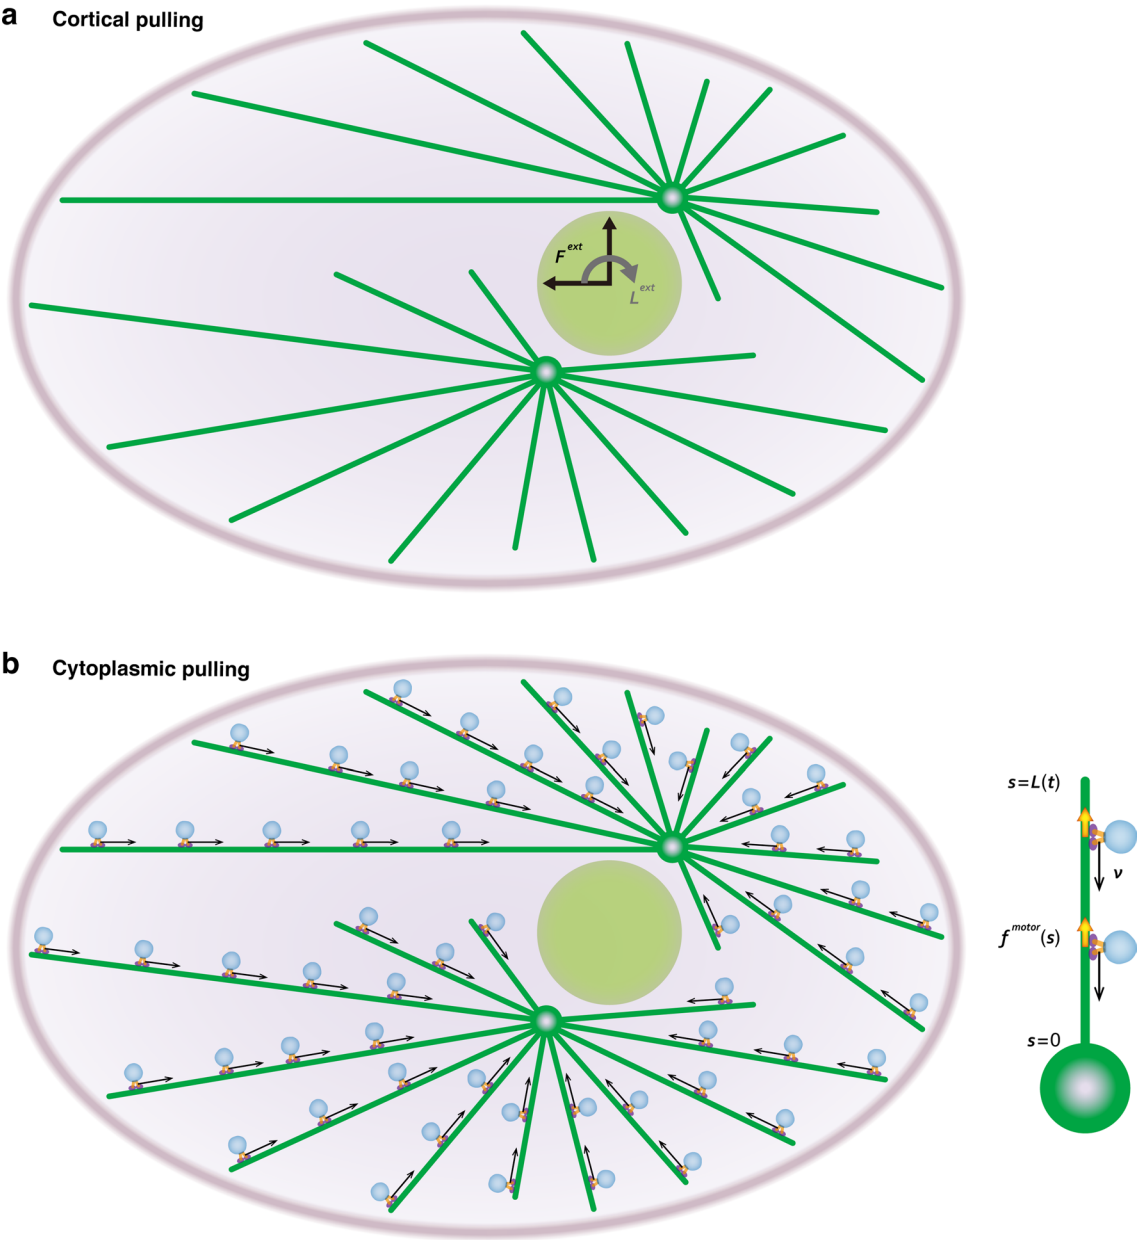 a Cortical pulling
F^ext
L^ext
b Cytoplasmic pulling
s=L(t)
v
f^motor(s)
s=0